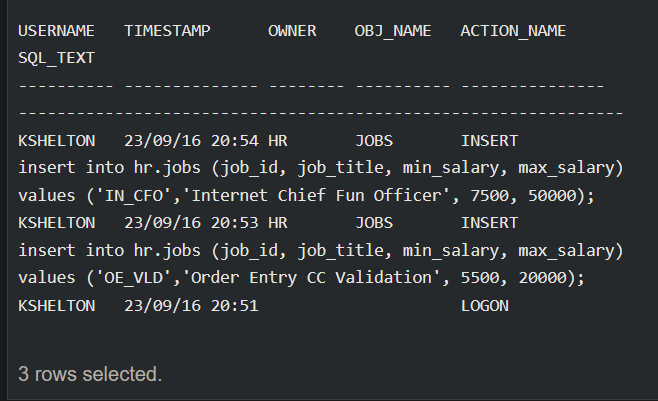 USERNAME   TIMESTAMP      OWNER    OBJ_NAME   ACTION_NAME
SQL_TEXT
---------- -------------- -------- ---------- ---------------
--------------------------------------------------------------
KSHELTON   23/09/16 20:54 HR       JOBS       INSERT
insert into hr.jobs (job_id, job_title, min_salary, max_salary)
values ('IN_CFO','Internet Chief Fun Officer', 7500, 50000);
KSHELTON   23/09/16 20:53 HR       JOBS       INSERT
insert into hr.jobs (job_id, job_title, min_salary, max_salary)
values ('OE_VLD','Order Entry CC Validation', 5500, 20000);
KSHELTON   23/09/16 20:51                     LOGON
3 rows selected.